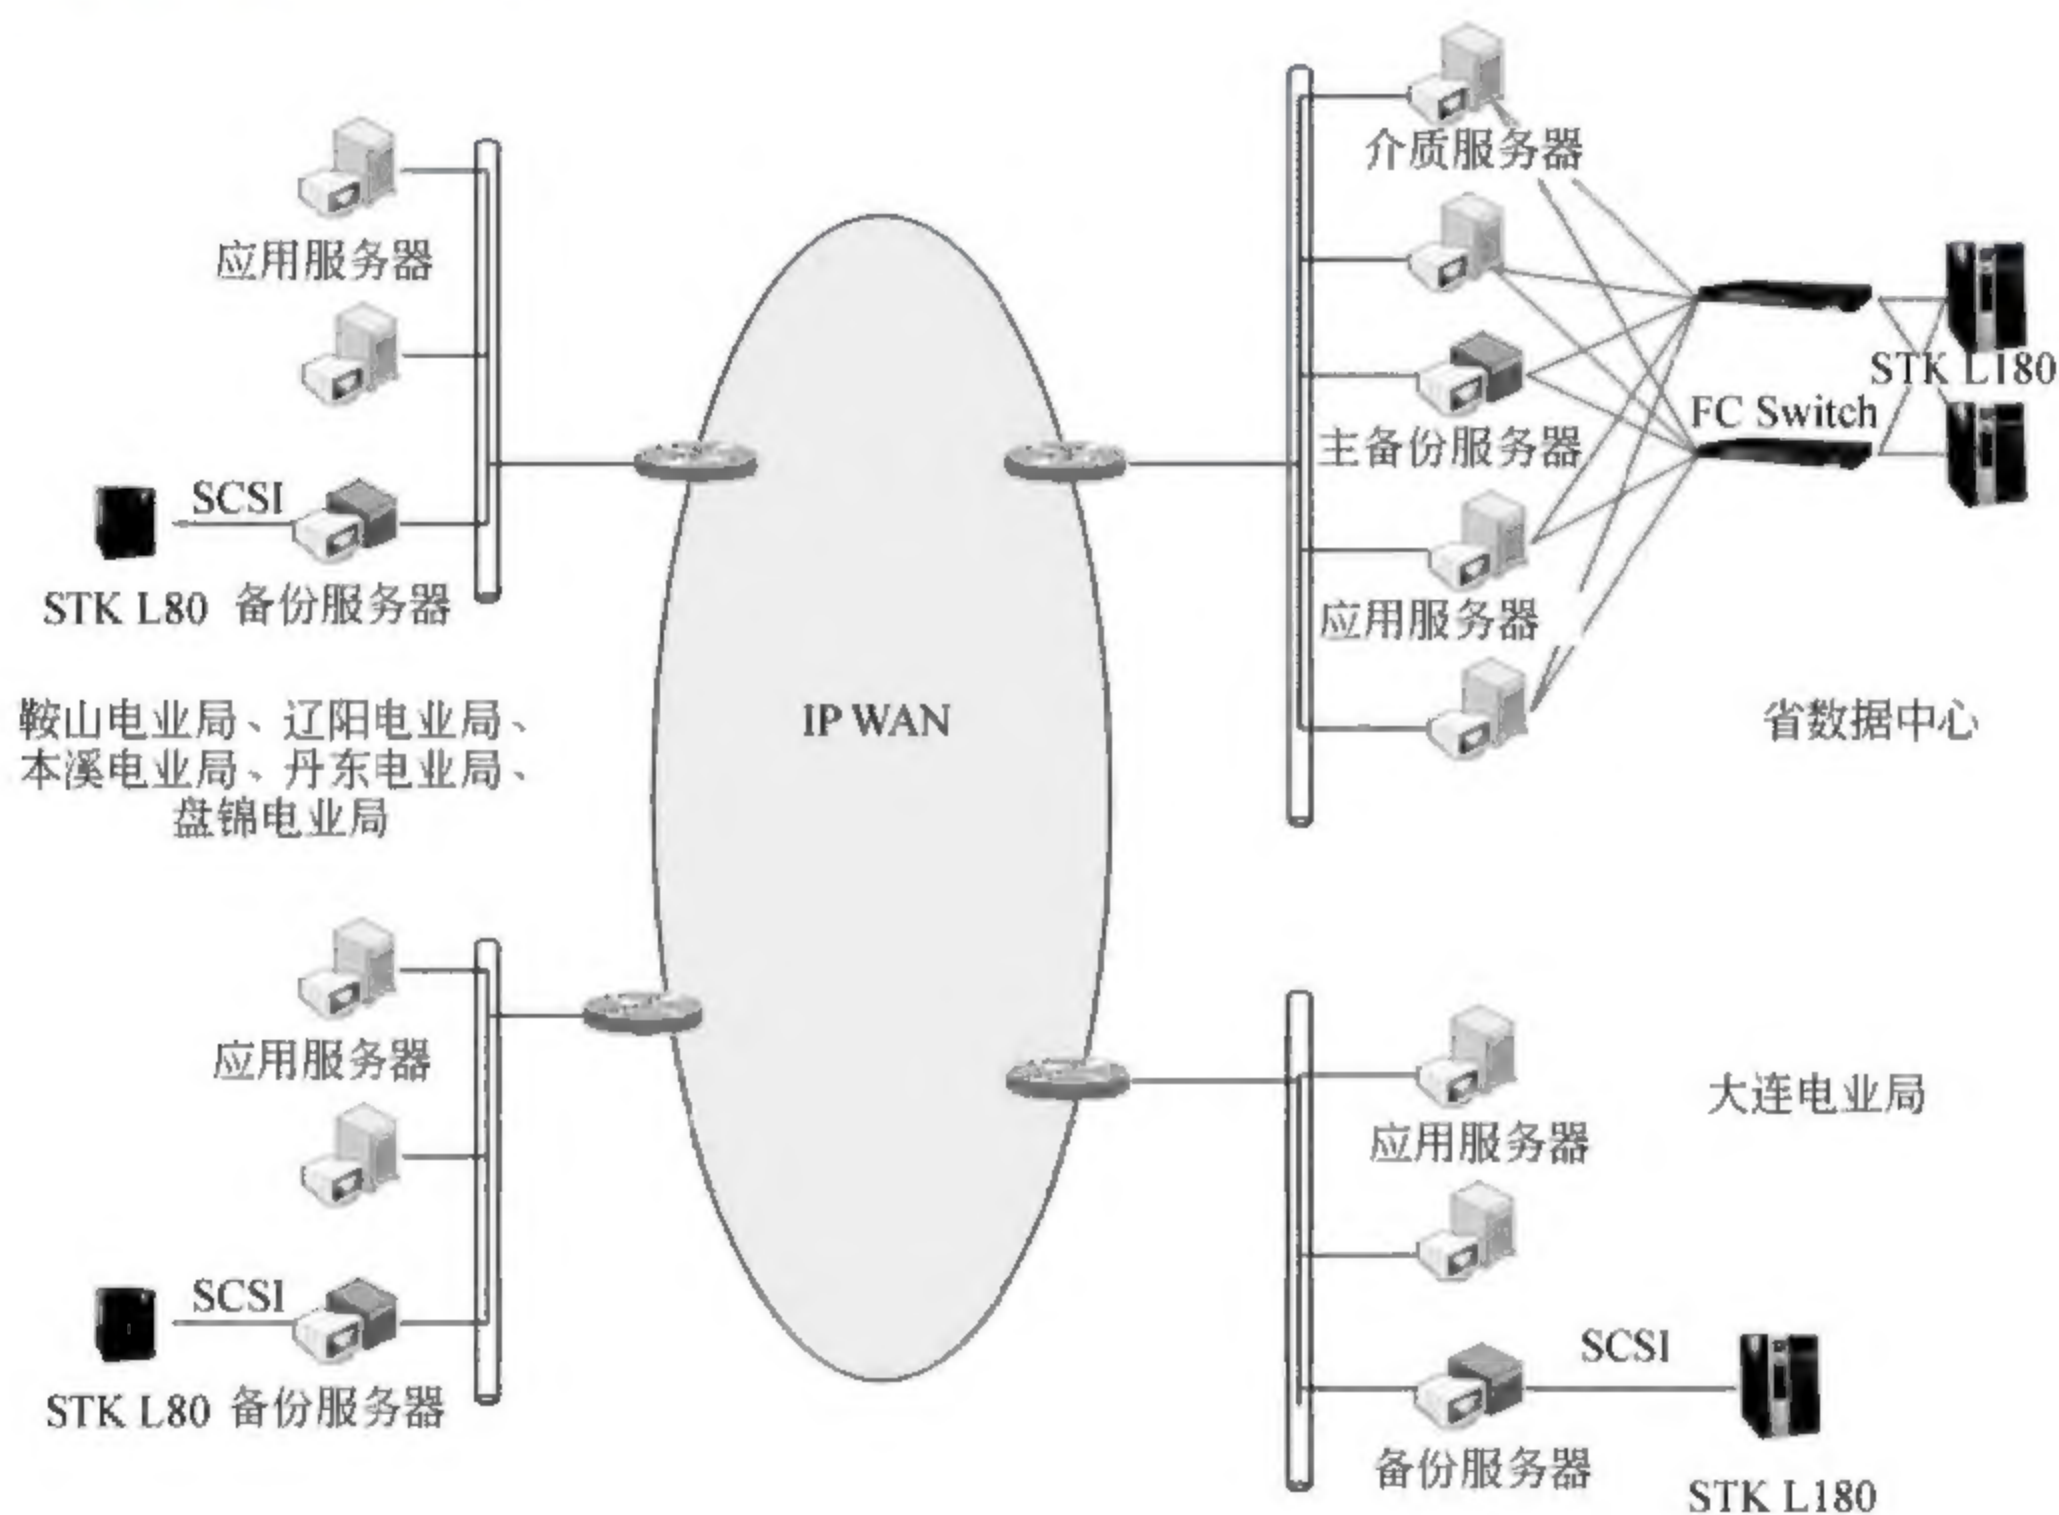 应用服务器
SCSI
STK L80 备份服务器
鞍山电业局、辽阳电业局、
本溪电业局、丹东电业局、
盘锦电业局
应用服务器
SCSI
STK L80 备份服务器
IP WAN
介质服务器
STK L180
FC Switch
主备份服务器
应用服务器
省数据中心
大连电业局
应用服务器
SCSI
备份服务器
STK L180